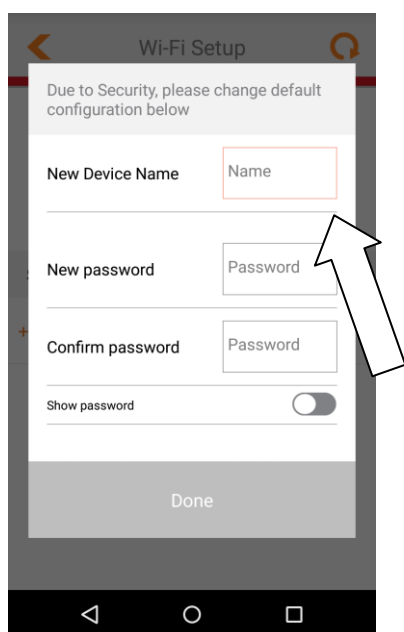 Wi-Fi Setup
Due to Security, please change default
configuration below
New Device Name
Name
New password
Password
Confirm password
Password
Show password
Done